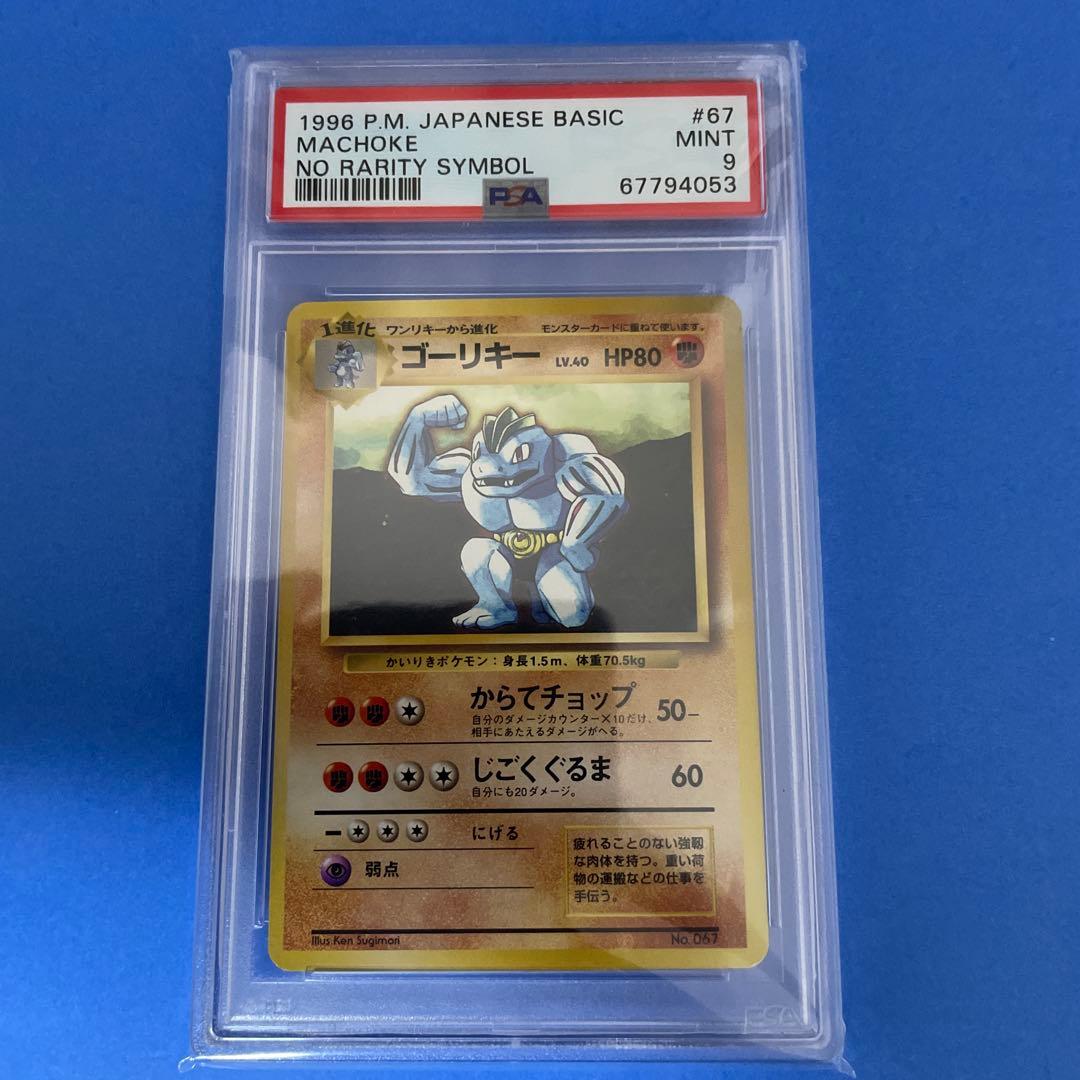 1996 P.M. JAPANESE BASIC #67
MACHOKE MINT
NO RARITY SYMBOL 9
PSA 67794053
1進化 ワンリキーから進化 モンスターカードに重ねて使います。
ゴーリキー LV.40 HP80
かいりきポケモン：身長1.5m、体重70.5kg
からてチョップ 50−
自分のダメージカウンター×10だけ、
相手にあたえるダメージがへる。
じごくぐるま 60
自分にも20ダメージ。
− にげる
弱点
疲れることのない強靱
な肉体を持つ。重い荷
物の運搬などの仕事を
手伝う。
Illus.Ken Sugimori No.067
PSA